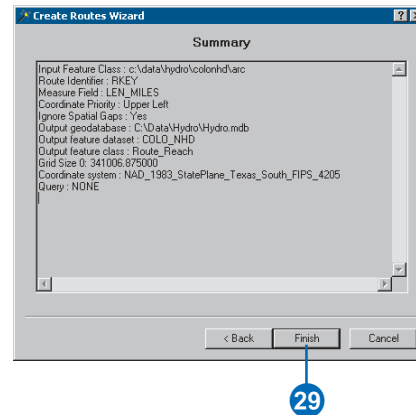 Create Routes Wizard
Summary
Input Feature Class : c:\data\hydro\colonhd\arc
Route Identifier : RKEY
Measure Field : LEN_MILES
Coordinate Priority : Upper Left
Ignore Spatial Gaps : Yes
Output geodatabase : C:\Data\Hydro\Hydro.mdb
Output feature dataset : COLO_NHD
Output feature class : Route_Reach
Grid Size 0: 341006.875000
Coordinate system : NAD_1983_StatePlane_Texas_South_FIPS_4205
Query : NONE
< Back Finish Cancel
29